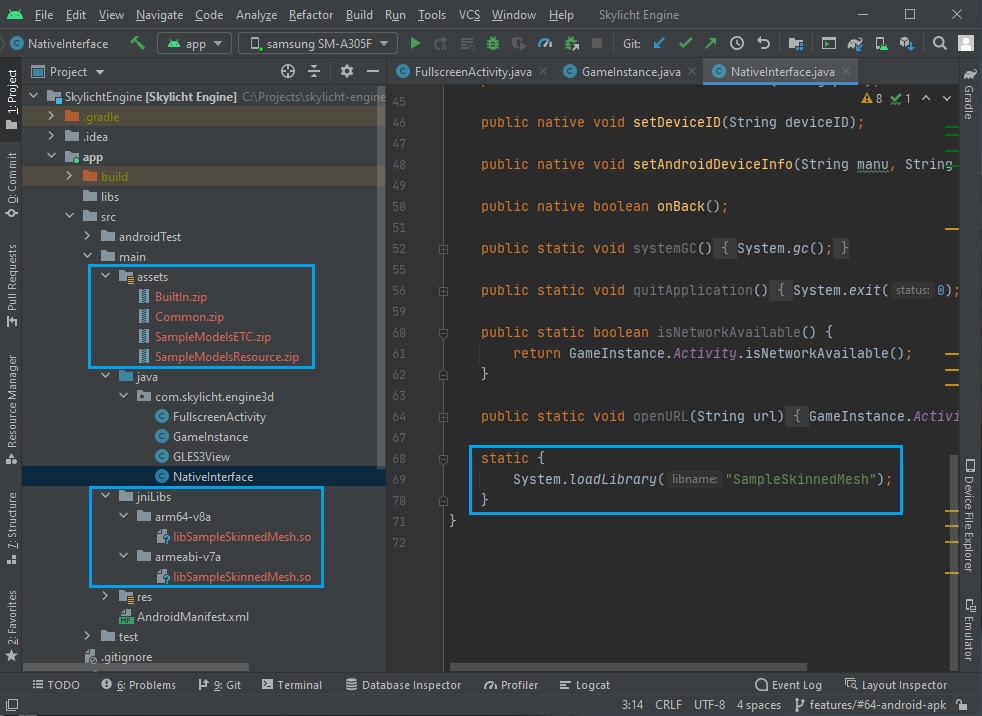 File Edit View Navigate Code Analyze Refactor Build Run Tools VCS Window Help Skylicht Engine
NativeInterface app samsung SM-A305F Git:
Project FullscreenActivity.java GameInstance.java NativeInterface.java
SkylichtEngine [Skylicht Engine] C:\Projects\skylicht-engine
.gradle
.idea
app
build
libs
src
androidTest
main
assets
BuiltIn.zip
Common.zip
SampleModelsETC.zip
SampleModelsResource.zip
java
com.skylicht.engine3d
FullscreenActivity
GameInstance
GLES3View
NativeInterface
jniLibs
arm64-v8a
libSampleSkinnedMesh.so
armeabi-v7a
libSampleSkinnedMesh.so
res
AndroidManifest.xml
test
.gitignore
8 1
45
46 public native void setDeviceID(String deviceID);
47
48 public native void setAndroidDeviceInfo(String manu, String
49
50 public native boolean onBack();
51
52 public static void systemGC() { System.gc(); }
55
56 public static void quitApplication() { System.exit( status: 0);
59
60 public static boolean isNetworkAvailable() {
61 return GameInstance.Activity.isNetworkAvailable();
62 }
63
64 public static void openURL(String url) { GameInstance.Activi
67
68 static {
69 System.loadLibrary( libname: "SampleSkinnedMesh");
70 }
71 }
72
1: Project
0: Commit
Pull Requests
Resource Manager
7: Structure
2: Favorites
Gradle
Device File Explorer
Emulator
TODO 6: Problems 9: Git Terminal Database Inspector Profiler Logcat Event Log Layout Inspector
3:14 CRLF UTF-8 4 spaces features/#64-android-apk